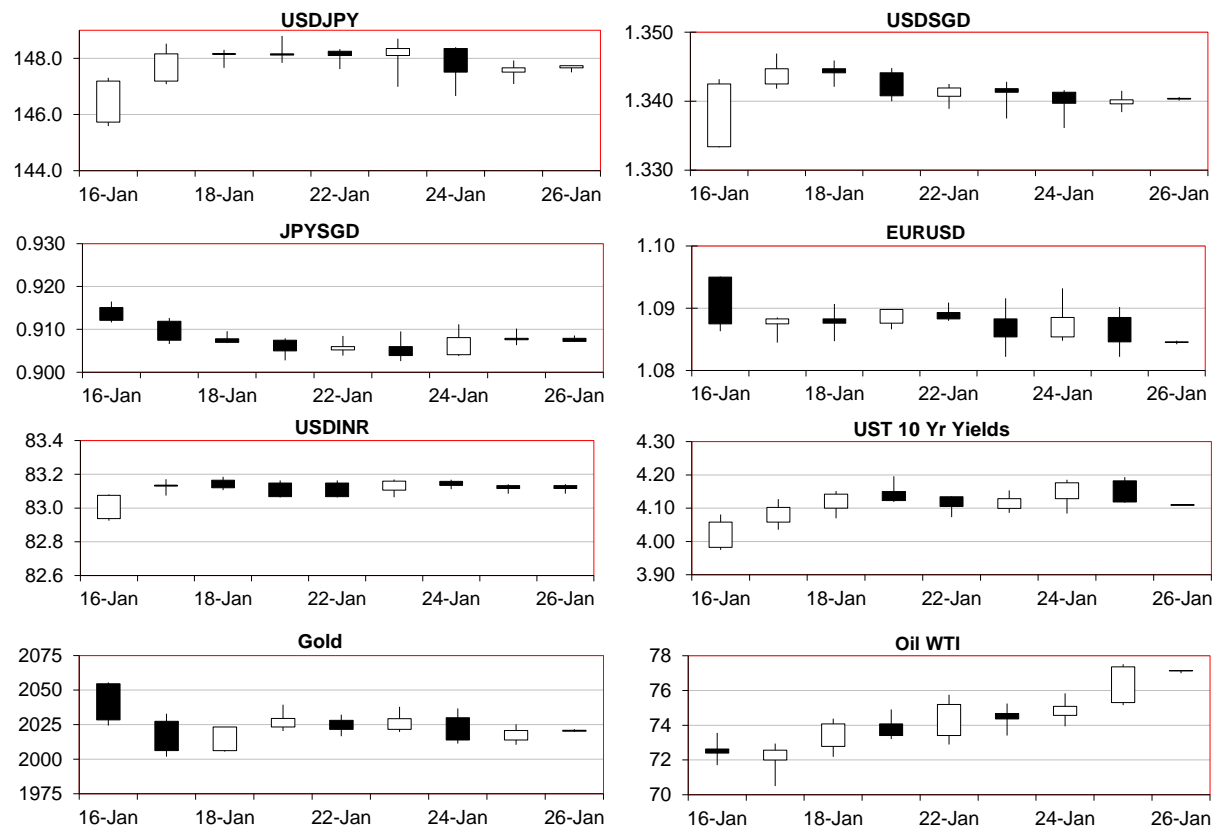 USDJPY
148.0
146.0
144.0
16-Jan 18-Jan 22-Jan 24-Jan 26-Jan
USDSGD
1.350
1.340
1.330
16-Jan 18-Jan 22-Jan 24-Jan 26-Jan
JPYSGD
0.930
0.920
0.910
0.900
16-Jan 18-Jan 22-Jan 24-Jan 26-Jan
EURUSD
1.10
1.09
1.08
16-Jan 18-Jan 22-Jan 24-Jan 26-Jan
USDINR
83.4
83.2
83.0
82.8
82.6
16-Jan 18-Jan 22-Jan 24-Jan 26-Jan
UST 10 Yr Yields
4.30
4.20
4.10
4.00
3.90
16-Jan 18-Jan 22-Jan 24-Jan 26-Jan
Gold
2075
2050
2025
2000
1975
16-Jan 18-Jan 22-Jan 24-Jan 26-Jan
Oil WTI
78
76
74
72
70
16-Jan 18-Jan 22-Jan 24-Jan 26-Jan